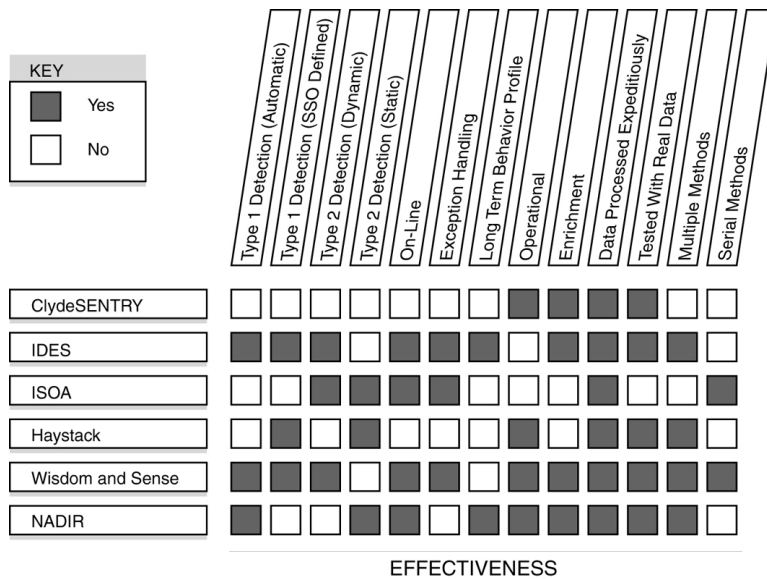 KEY
Yes
No
Type 1 Detection (Automatic)
Type 1 Detection (SSO Defined)
Type 2 Detection (Dynamic)
Type 2 Detection (Static)
On-Line
Exception Handling
Long Term Behavior Profile
Operational
Enrichment
Data Processed Expeditiously
Tested With Real Data
Multiple Methods
Serial Methods
ClydeSENTRY
IDES
ISOA
Haystack
Wisdom and Sense
NADIR
EFFECTIVENESS